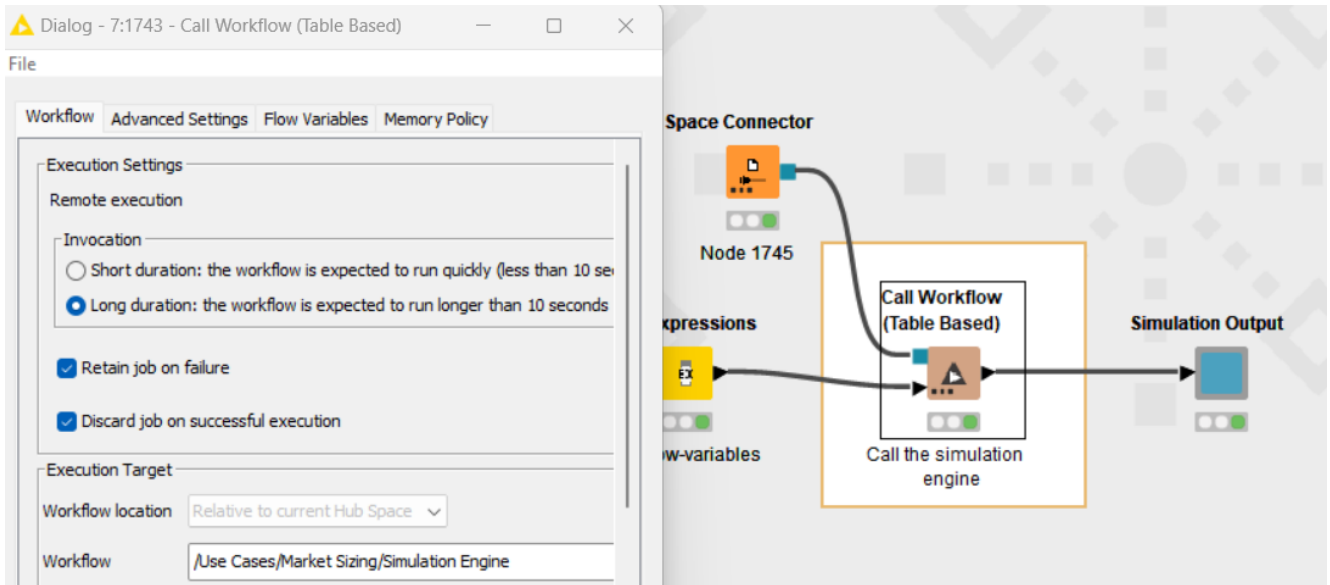 Dialog - 7:1743 - Call Workflow (Table Based)
File
Workflow Advanced Settings Flow Variables Memory Policy
Execution Settings
Remote execution
Invocation
Short duration: the workflow is expected to run quickly (less than 10 se
Long duration: the workflow is expected to run longer than 10 seconds
Retain job on failure
Discard job on successful execution
Execution Target
Workflow location Relative to current Hub Space
Workflow /Use Cases/Market Sizing/Simulation Engine
Space Connector
Node 1745
xpressions
EX
w-variables
Call Workflow
(Table Based)
Call the simulation
engine
Simulation Output